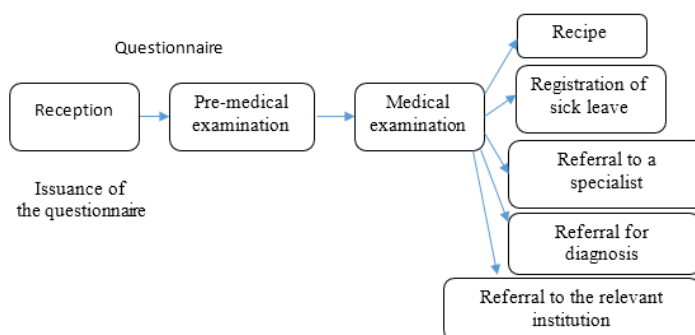 Questionnaire
Reception
Issuance of
the questionnaire
Pre-medical
examination
Medical
examination
Recipe
Registration of
sick leave
Referral to a
specialist
Referral for
diagnosis
Referral to the relevant
institution